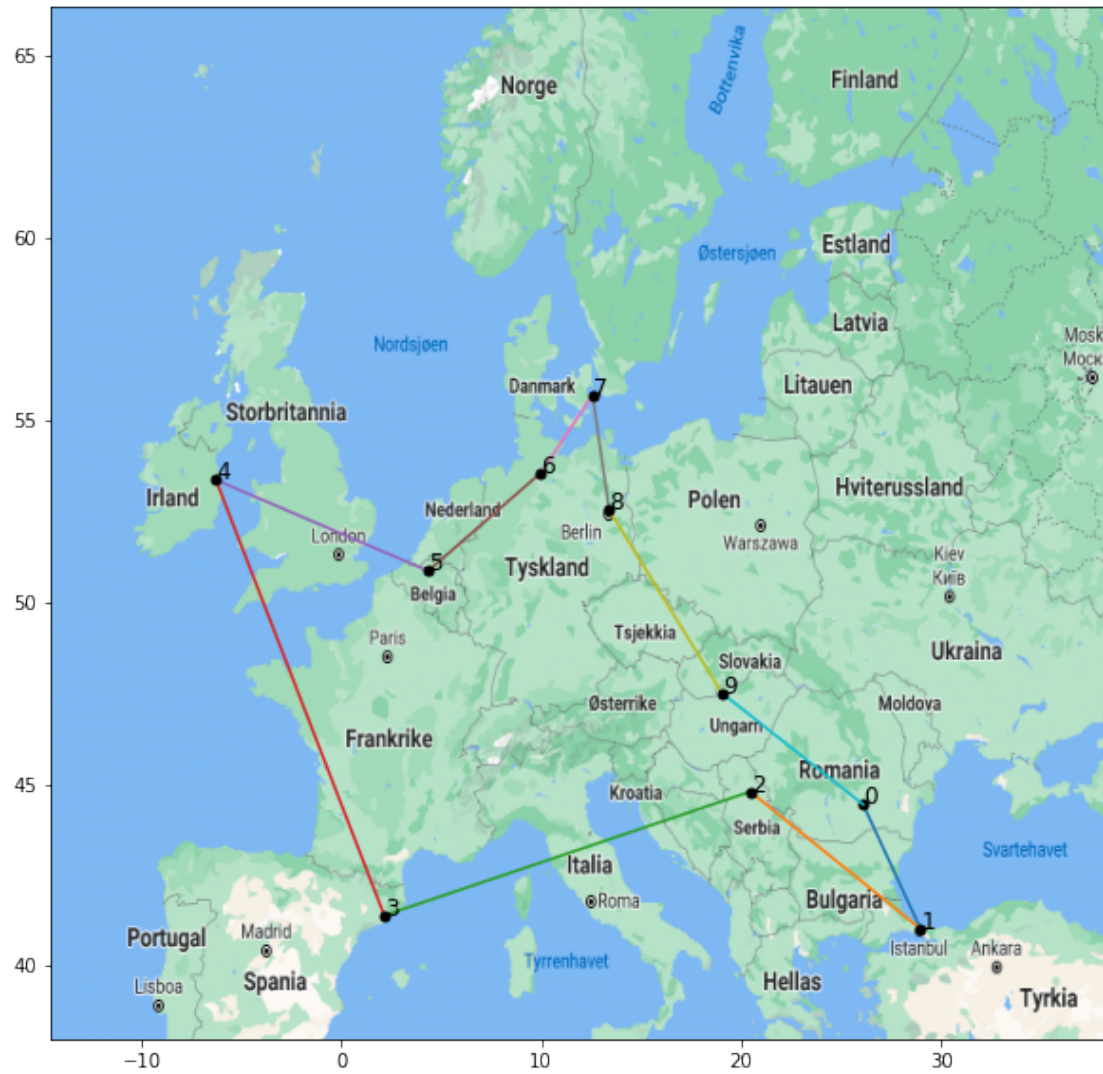 65
60
55
50
45
40
−10
0
10
20
30
Norge
Bottenvika
Finland
Østersjøen
Estland
Latvia
Nordsjøen
Litauen
Mosk
Моск
Danmark
7
Storbritannia
4
Irland
6
Nederland
London
5
Belgia
8
Berlin
Polen
Warszawa
Hviterussland
Kiev
Київ
Tyskland
Paris
Tsjekkia
Slovakia
Ukraina
9
Østerrike
Ungarn
Moldova
Frankrike
Kroatia
2
Romania
0
Serbia
Svartehavet
Italia
Roma
Bulgaria
3
1
Istanbul
Ankara
Portugal
Madrid
Lisboa
Spania
Tyrrenhavet
Hellas
Tyrkia